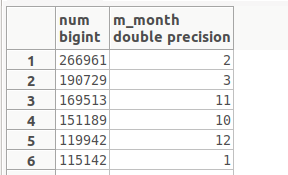 num m_month
bigint double precision
1 266961 2
2 190729 3
3 169513 11
4 151189 10
5 119942 12
6 115142 1